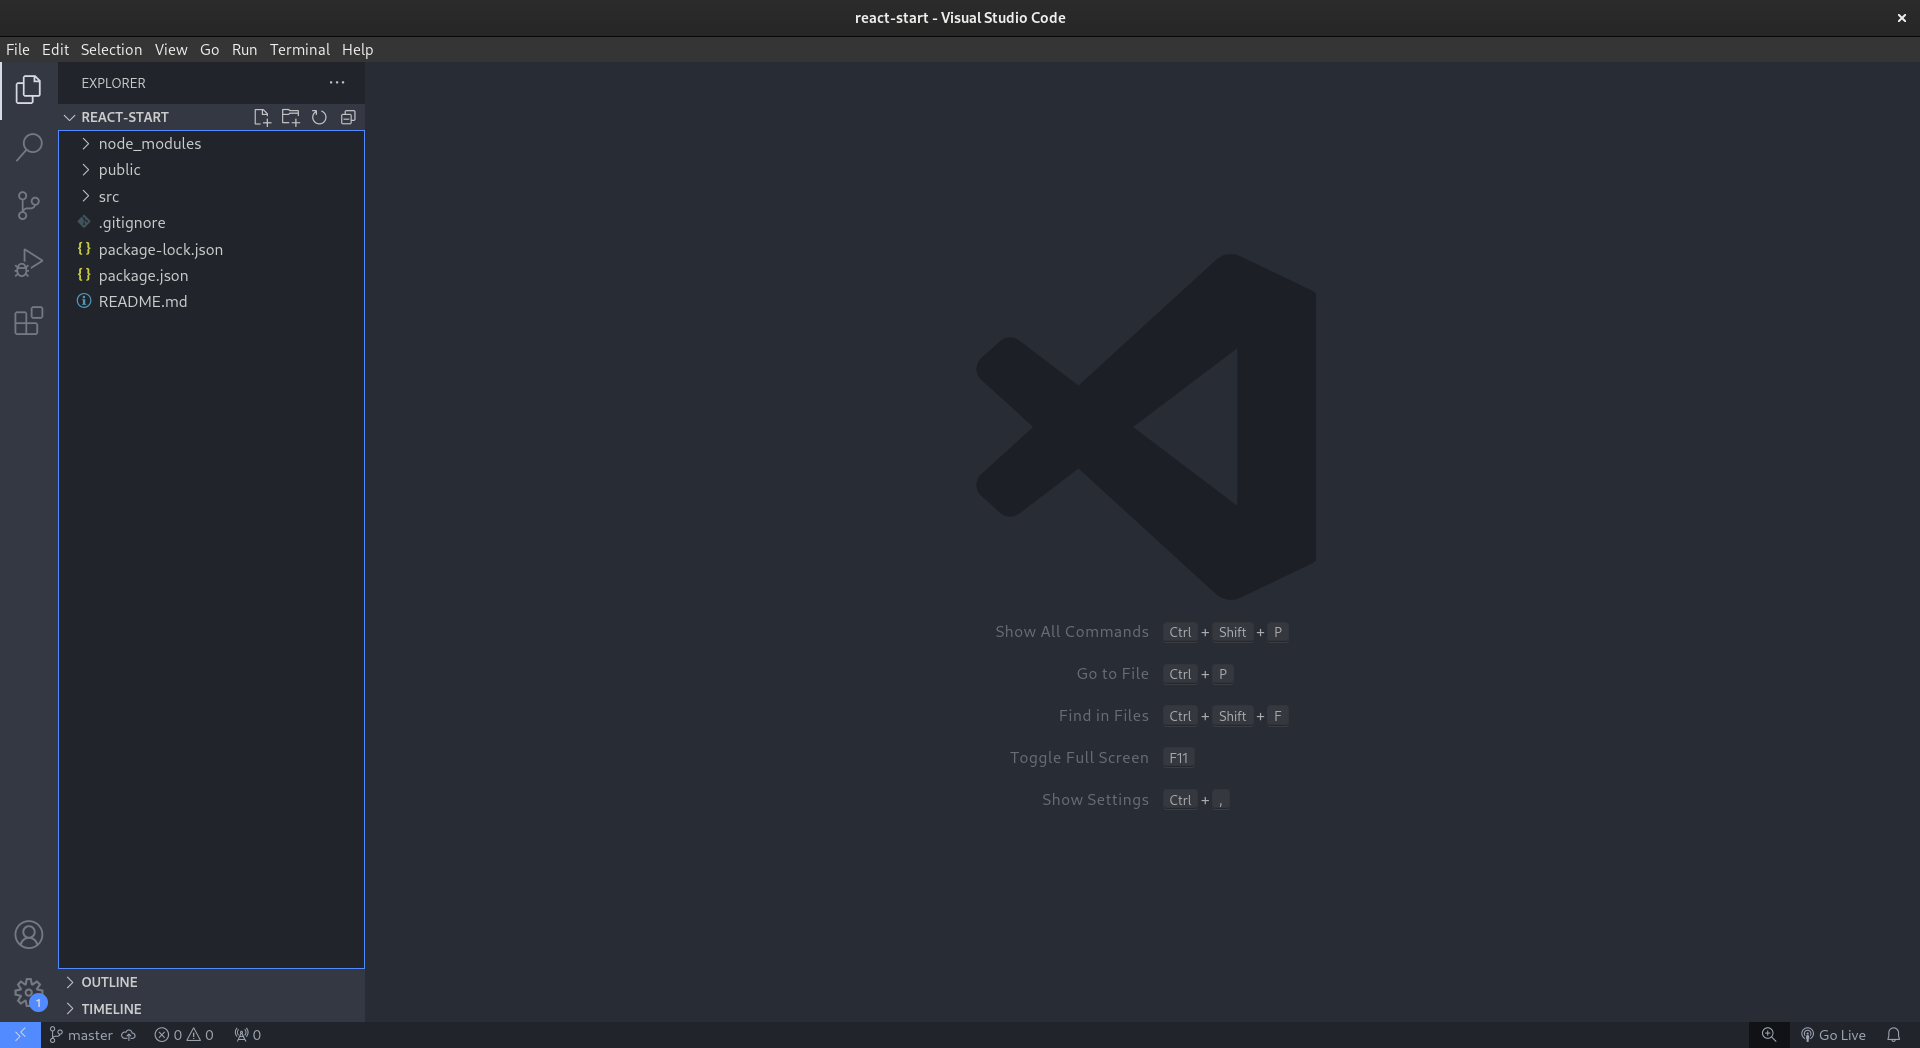 react-start - Visual Studio Code
File Edit Selection View Go Run Terminal Help
EXPLORER
REACT-START
node_modules
public
src
.gitignore
package-lock.json
package.json
README.md
Show All Commands Ctrl + Shift + P
Go to File Ctrl + P
Find in Files Ctrl + Shift + F
Toggle Full Screen F11
Show Settings Ctrl + ,
OUTLINE
1
TIMELINE
master 0 0 0 Go Live